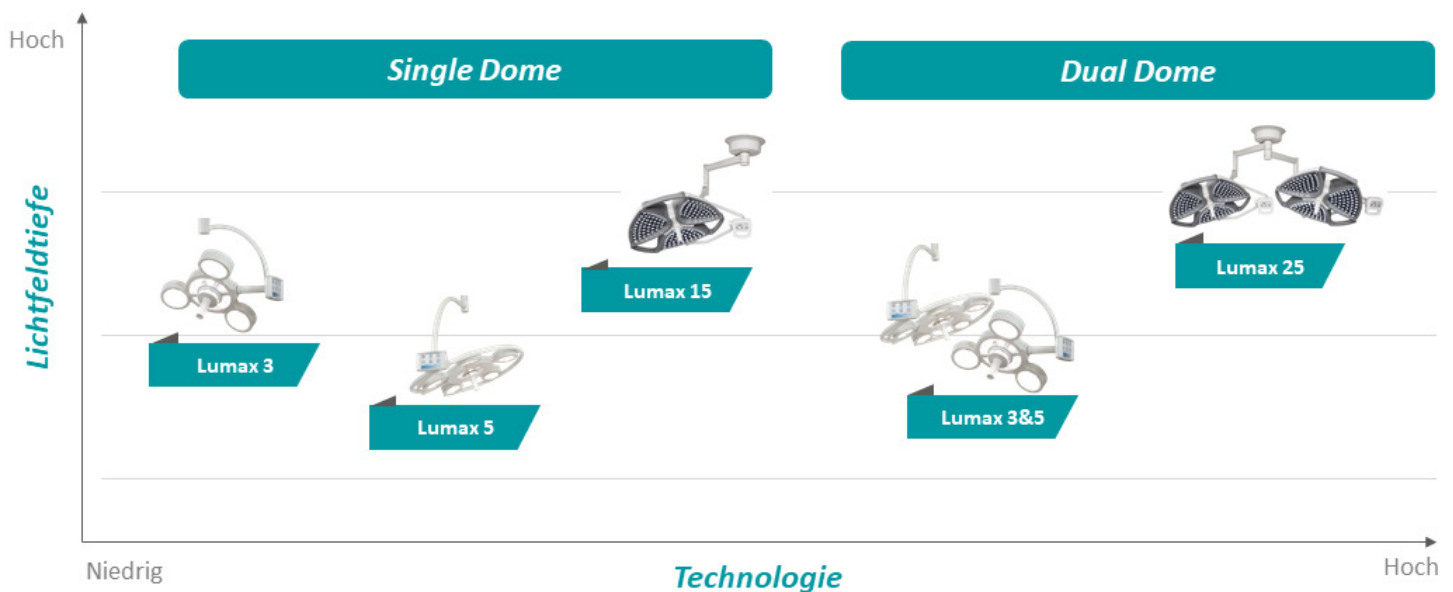 Hoch
Single Dome
Dual Dome
Lichtfeldtiefe
Lumax 25
Lumax 15
Lumax 3
Lumax 3&5
Lumax 5
Niedrig
Technologie
Hoch